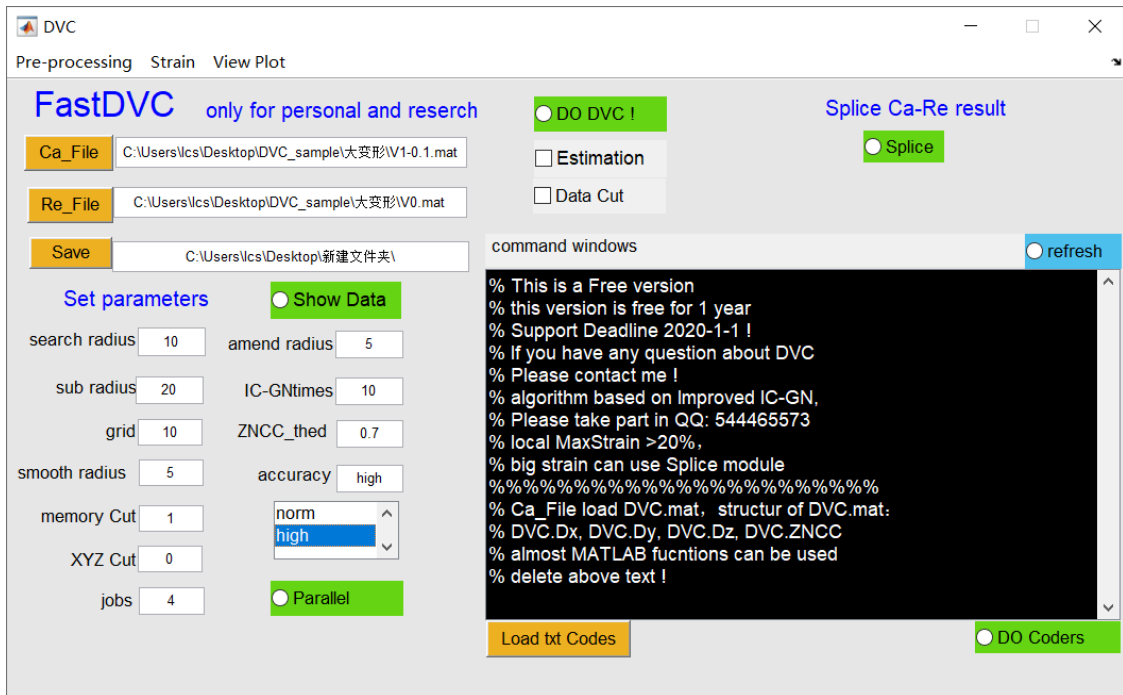 DVC
Pre-processing Strain View Plot
FastDVC only for personal and reserch
DO DVC !
Splice Ca-Re result
Ca_File C:\Users\lcs\Desktop\DVC_sample\大变形\V1-0.1.mat
Estimation
Splice
Re_File C:\Users\lcs\Desktop\DVC_sample\大变形\V0.mat
Data Cut
Save C:\Users\lcs\Desktop\新建文件夹\
command windows
refresh
Set parameters
Show Data
search radius 10
amend radius 5
sub radius 20
IC-GNtimes 10
grid 10
ZNCC_thed 0.7
smooth radius 5
accuracy high
memory Cut 1
norm
high
XYZ Cut 0
jobs 4
Parallel
% This is a Free version
% this version is free for 1 year
% Support Deadline 2020-1-1 !
% If you have any question about DVC
% Please contact me !
% algorithm based on Improved IC-GN,
% Please take part in QQ: 544465573
% local MaxStrain >20%，
% big strain can use Splice module
%%%%%%%%%%%%%%%%%%%%%%%
% Ca_File load DVC.mat，structur of DVC.mat：
% DVC.Dx, DVC.Dy, DVC.Dz, DVC.ZNCC
% almost MATLAB fucntions can be used
% delete above text !
Load txt Codes
DO Coders